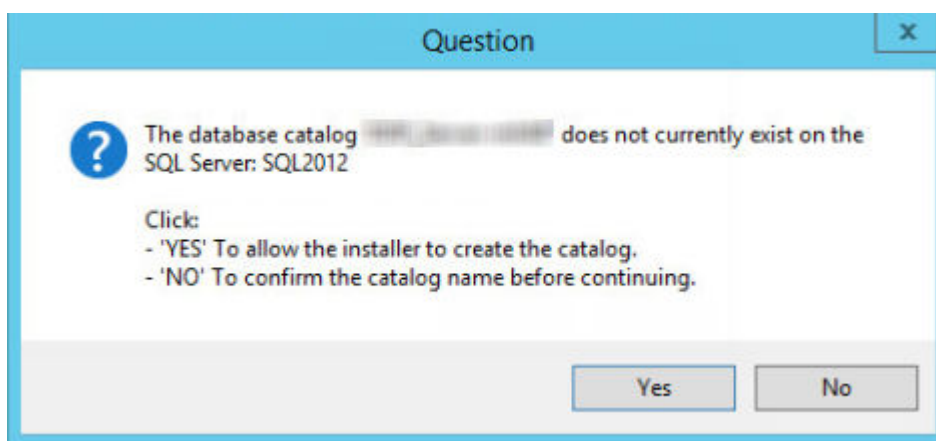 Question
x
?
The database catalog does not currently exist on the
SQL Server: SQL2012
Click:
- 'YES' To allow the installer to create the catalog.
- 'NO' To confirm the catalog name before continuing.
Yes No